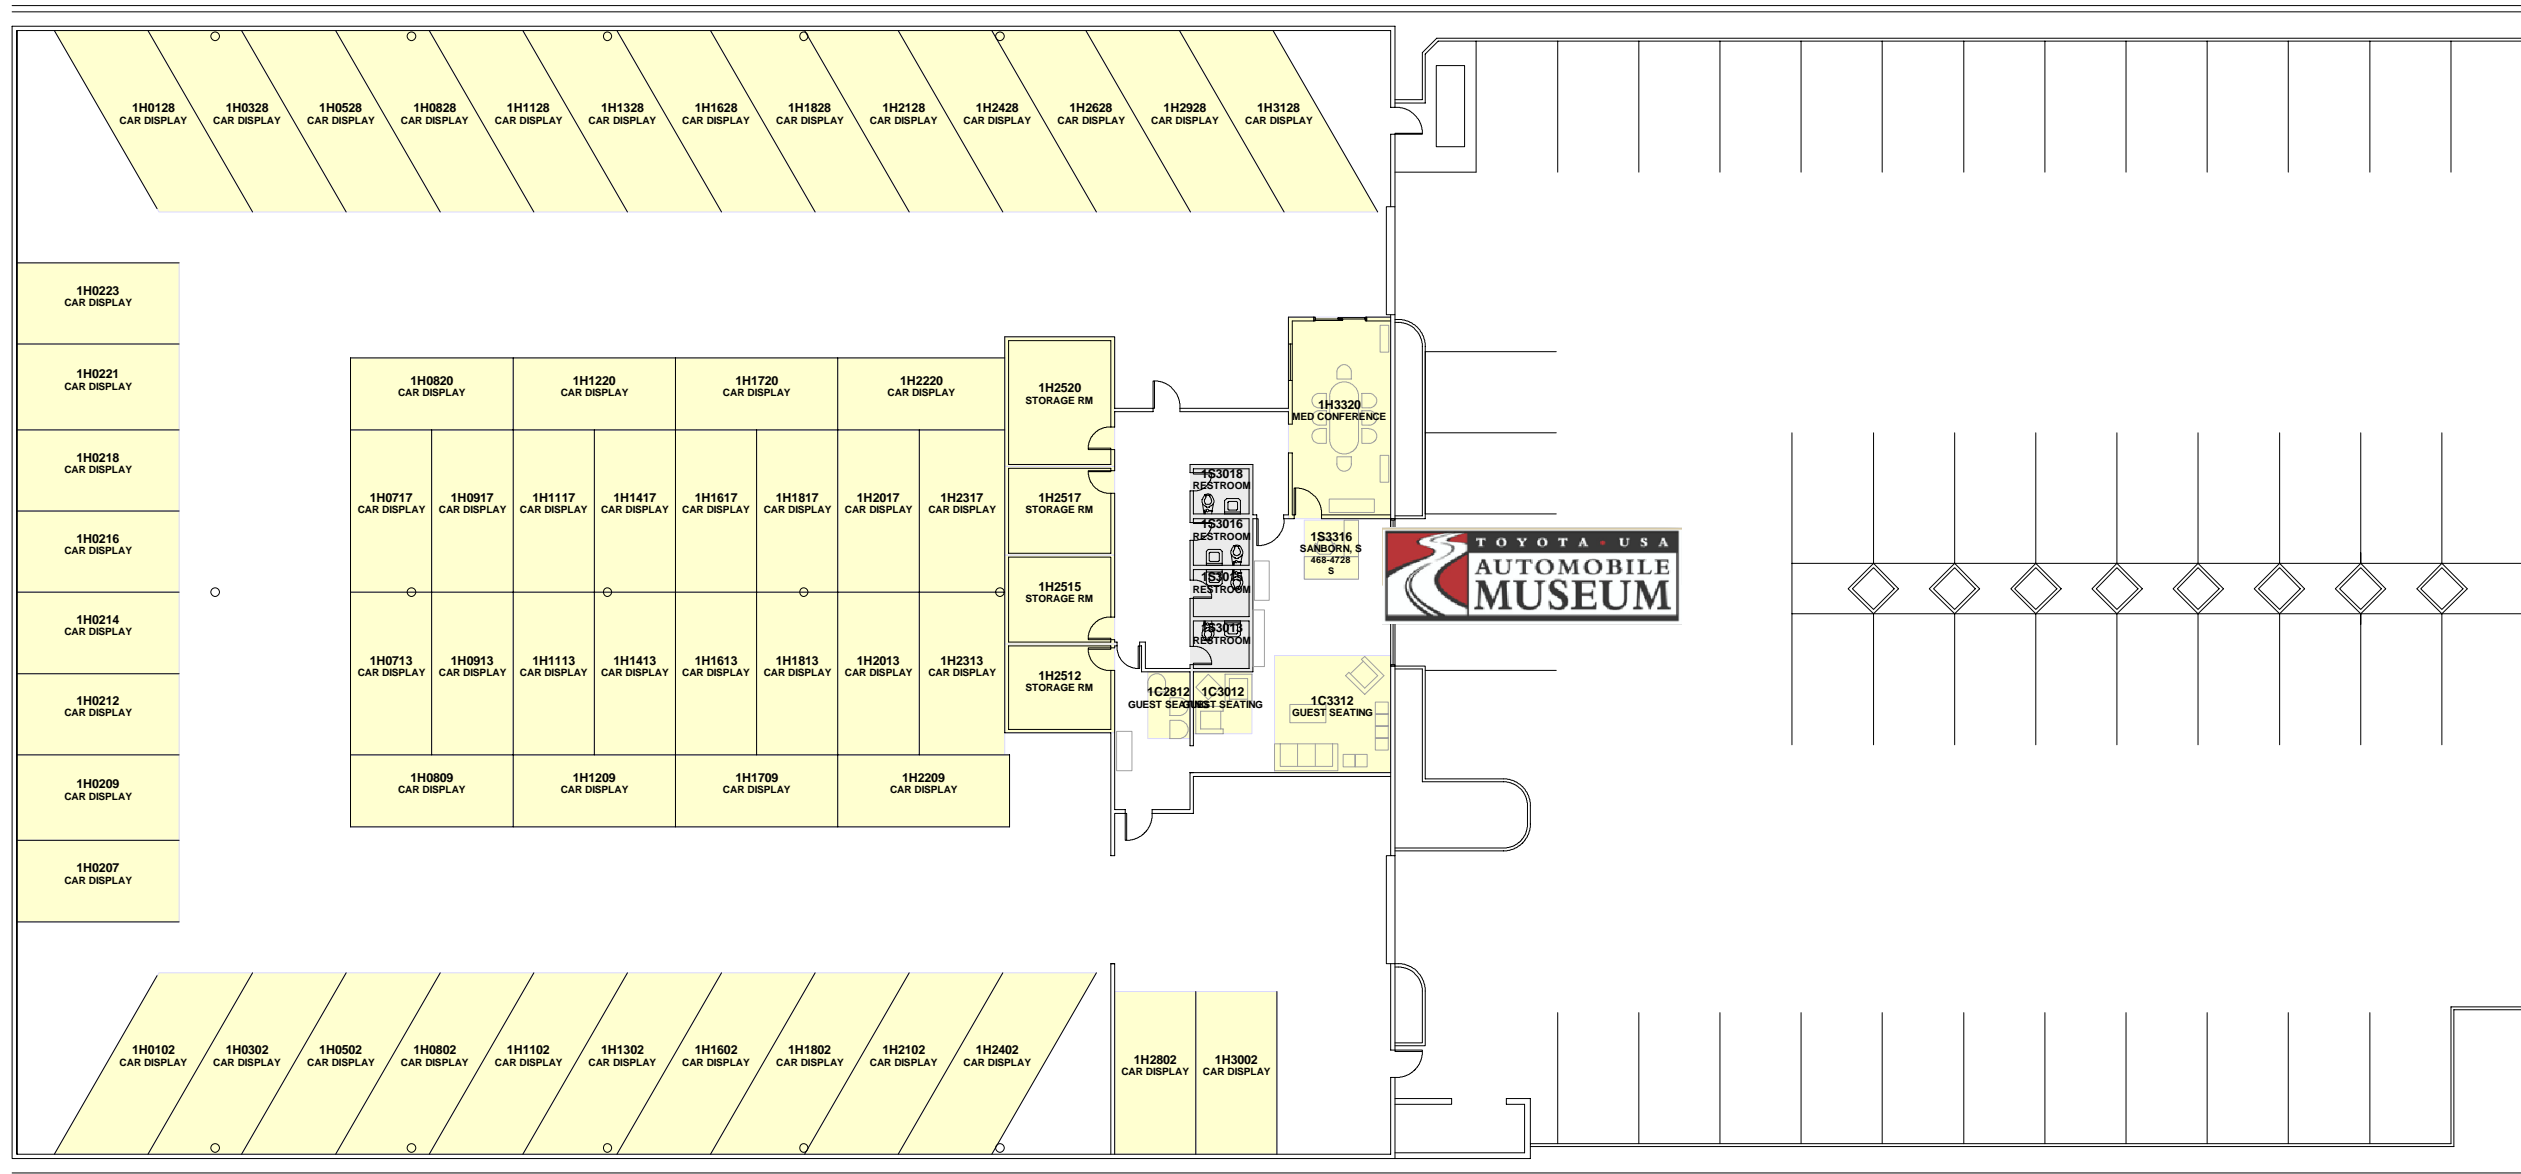 1H0128
CAR DISPLAY
1H0328
CAR DISPLAY
1H0528
CAR DISPLAY
1H0828
CAR DISPLAY
1H1128
CAR DISPLAY
1H1328
CAR DISPLAY
1H1628
CAR DISPLAY
1H1828
CAR DISPLAY
1H2128
CAR DISPLAY
1H2428
CAR DISPLAY
1H2628
CAR DISPLAY
1H2928
CAR DISPLAY
1H3128
CAR DISPLAY
1H0223
CAR DISPLAY
1H0221
CAR DISPLAY
1H0218
CAR DISPLAY
1H0216
CAR DISPLAY
1H0214
CAR DISPLAY
1H0212
CAR DISPLAY
1H0209
CAR DISPLAY
1H0207
CAR DISPLAY
1H0820
CAR DISPLAY
1H1220
CAR DISPLAY
1H1720
CAR DISPLAY
1H2220
CAR DISPLAY
1H0717
CAR DISPLAY
1H0917
CAR DISPLAY
1H1117
CAR DISPLAY
1H1417
CAR DISPLAY
1H1617
CAR DISPLAY
1H1817
CAR DISPLAY
1H2017
CAR DISPLAY
1H2317
CAR DISPLAY
1H0713
CAR DISPLAY
1H0913
CAR DISPLAY
1H1113
CAR DISPLAY
1H1413
CAR DISPLAY
1H1613
CAR DISPLAY
1H1813
CAR DISPLAY
1H2013
CAR DISPLAY
1H2313
CAR DISPLAY
1H0809
CAR DISPLAY
1H1209
CAR DISPLAY
1H1709
CAR DISPLAY
1H2209
CAR DISPLAY
1H2520
STORAGE RM
1H2517
STORAGE RM
1H2515
STORAGE RM
1H2512
STORAGE RM
1H3320
MED CONFERENCE
1S3018
RESTROOM
1S3016
RESTROOM
1S3015
RESTROOM
1S3013
RESTROOM
1S3316
SANBORN, S
468-4728
S
TOYOTA • USA
AUTOMOBILE
MUSEUM
1C2812
GUEST SEATING
1C3012
GUEST SEATING
1C3312
GUEST SEATING
1H0102
CAR DISPLAY
1H0302
CAR DISPLAY
1H0502
CAR DISPLAY
1H0802
CAR DISPLAY
1H1102
CAR DISPLAY
1H1302
CAR DISPLAY
1H1602
CAR DISPLAY
1H1802
CAR DISPLAY
1H2102
CAR DISPLAY
1H2402
CAR DISPLAY
1H2802
CAR DISPLAY
1H3002
CAR DISPLAY